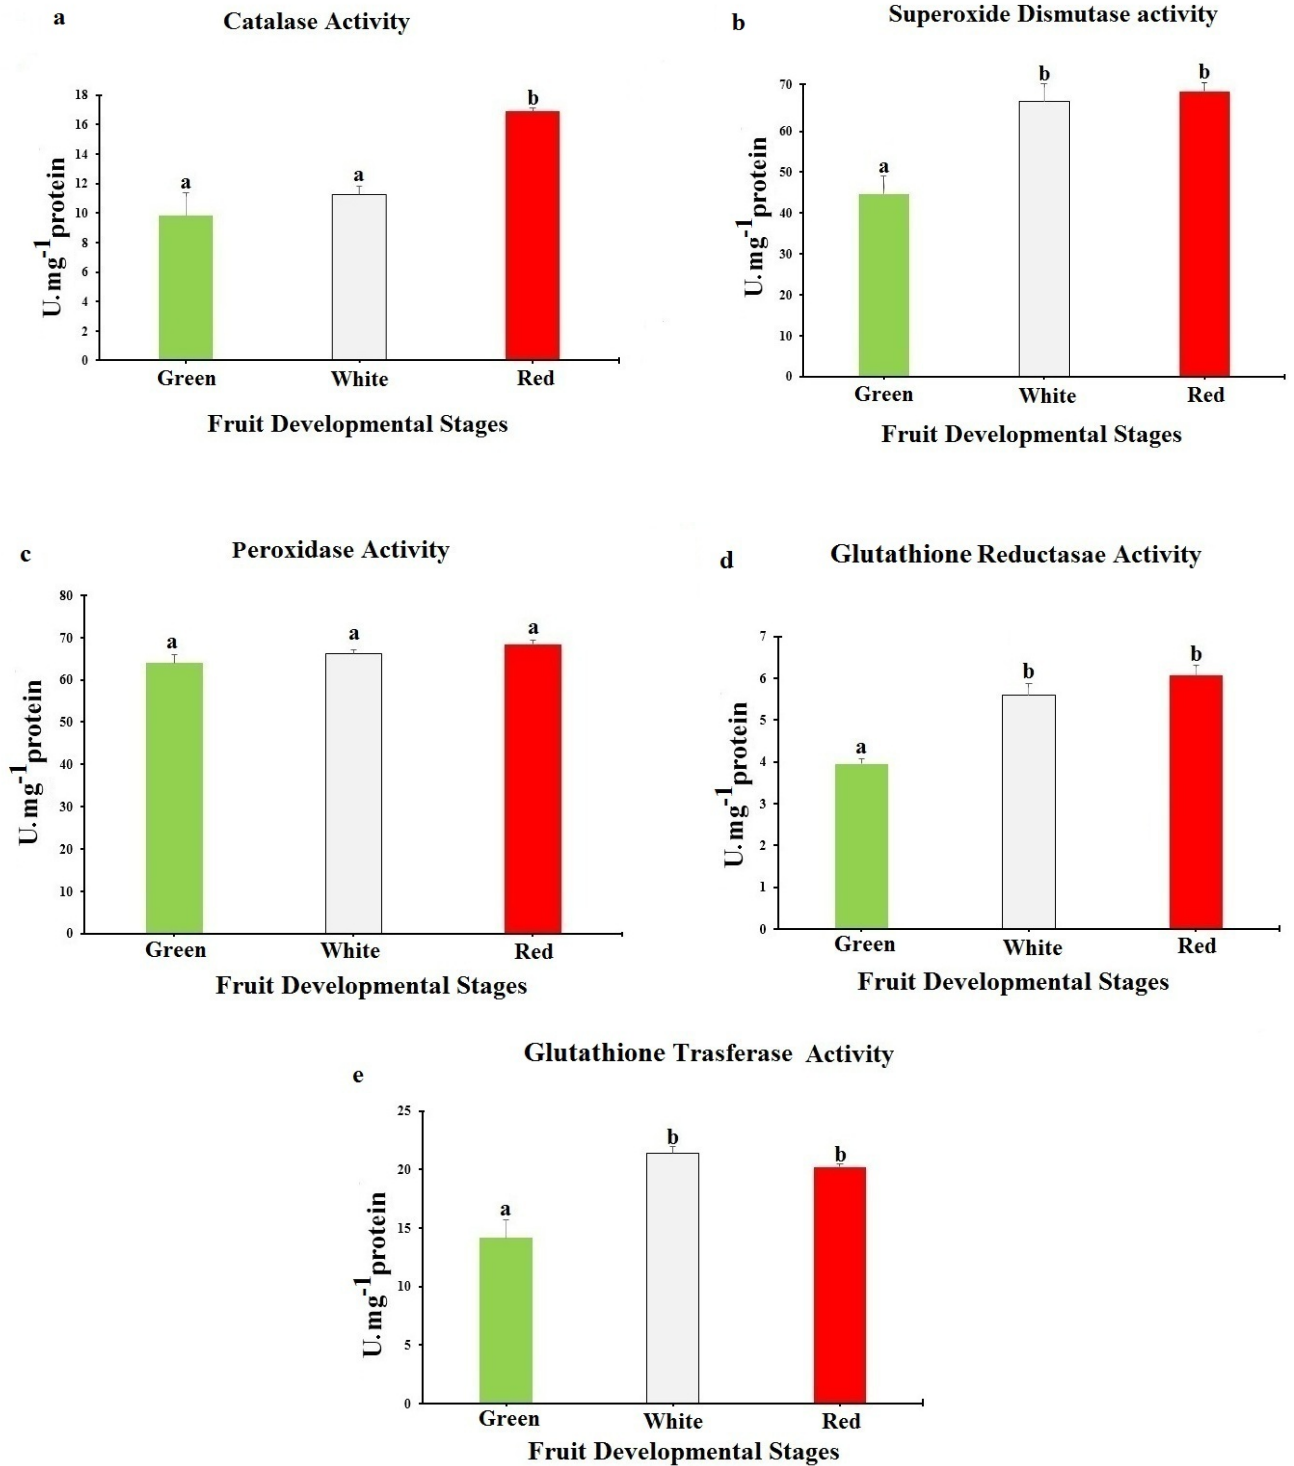 a
Catalase Activity
18
16
14
12
10
8
6
4
2
0
U.mg-1protein
a
a
b
Green White Red
Fruit Developmental Stages
b
Superoxide Dismutase activity
70
60
50
40
30
20
10
0
U.mg-1protein
a
b
b
Green White Red
Fruit Developmental Stages
c
Peroxidase Activity
80
70
60
50
40
30
20
10
0
U.mg-1protein
a
a
a
Green White Red
Fruit Developmental Stages
d
Glutathione Reductasae Activity
7
6
5
4
3
2
1
0
U.mg-1protein
a
b
b
Green White Red
Fruit Developmental Stages
e
Glutathione Trasferase Activity
25
20
15
10
5
0
U.mg-1protein
a
b
b
Green White Red
Fruit Developmental Stages